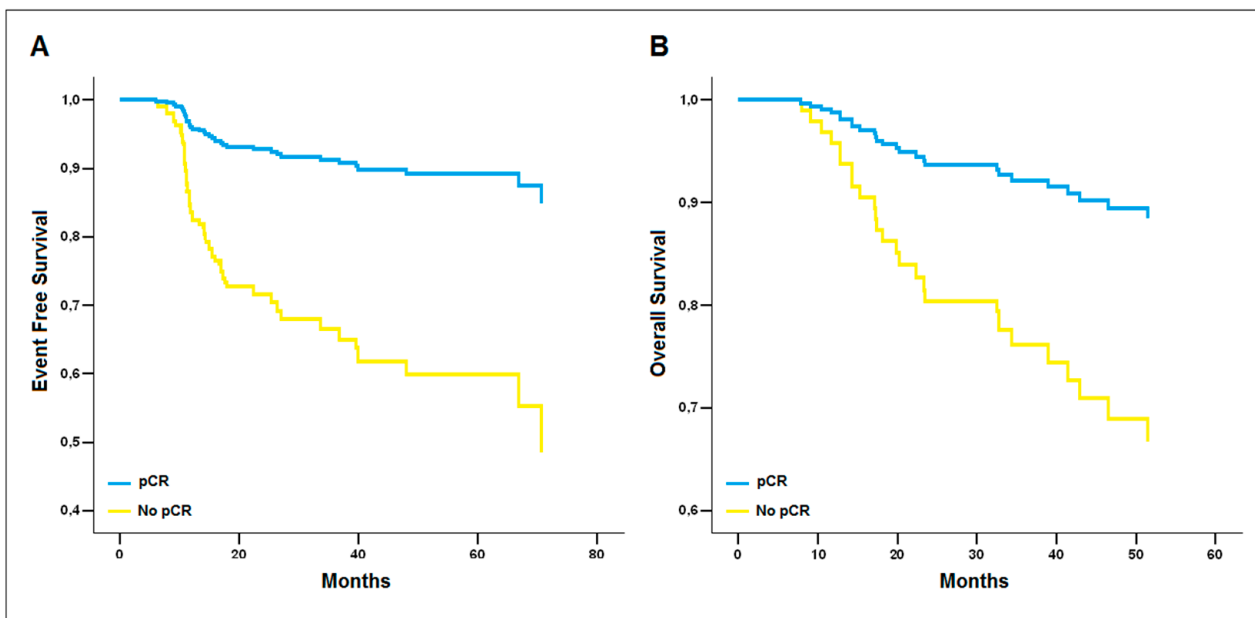 A
Event Free Survival
1,0
0,9
0,8
0,7
0,6
0,5
0,4
pCR
No pCR
0 20 40 60 80
Months
B
Overall Survival
1,0
0,9
0,8
0,7
0,6
pCR
No pCR
0 10 20 30 40 50 60
Months